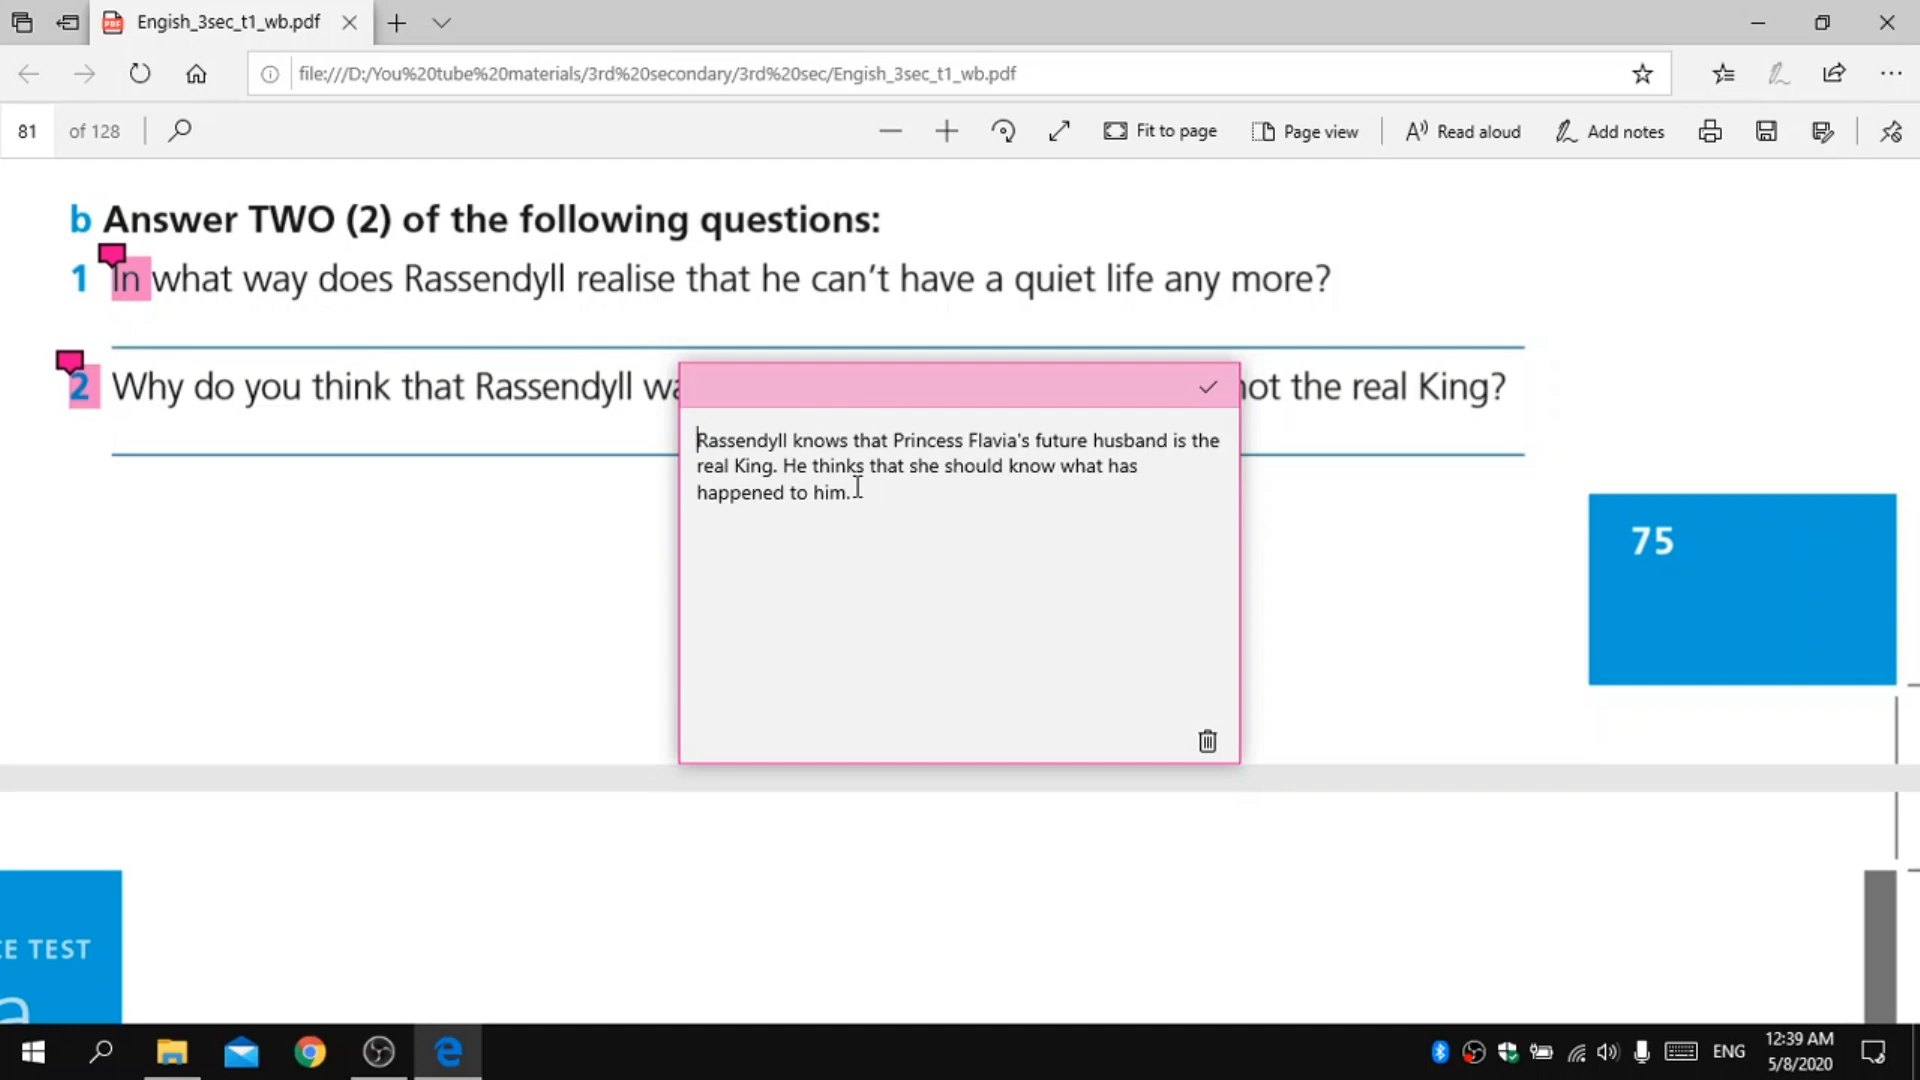 Engish_3sec_t1_wb.pdf
file:///D:/You%20tube%20materials/3rd%20secondary/3rd%20sec/Engish_3sec_t1_wb.pdf
81 of 128
Fit to page
Page view
Read aloud
Add notes
b Answer TWO (2) of the following questions:
1 In what way does Rassendyll realise that he can't have a quiet life any more?
2 Why do you think that Rassendyll wa
not the real King?
Rassendyll knows that Princess Flavia's future husband is the
real King. He thinks that she should know what has
happened to him.
75
CE TEST
a
ENG
12:39 AM
5/8/2020